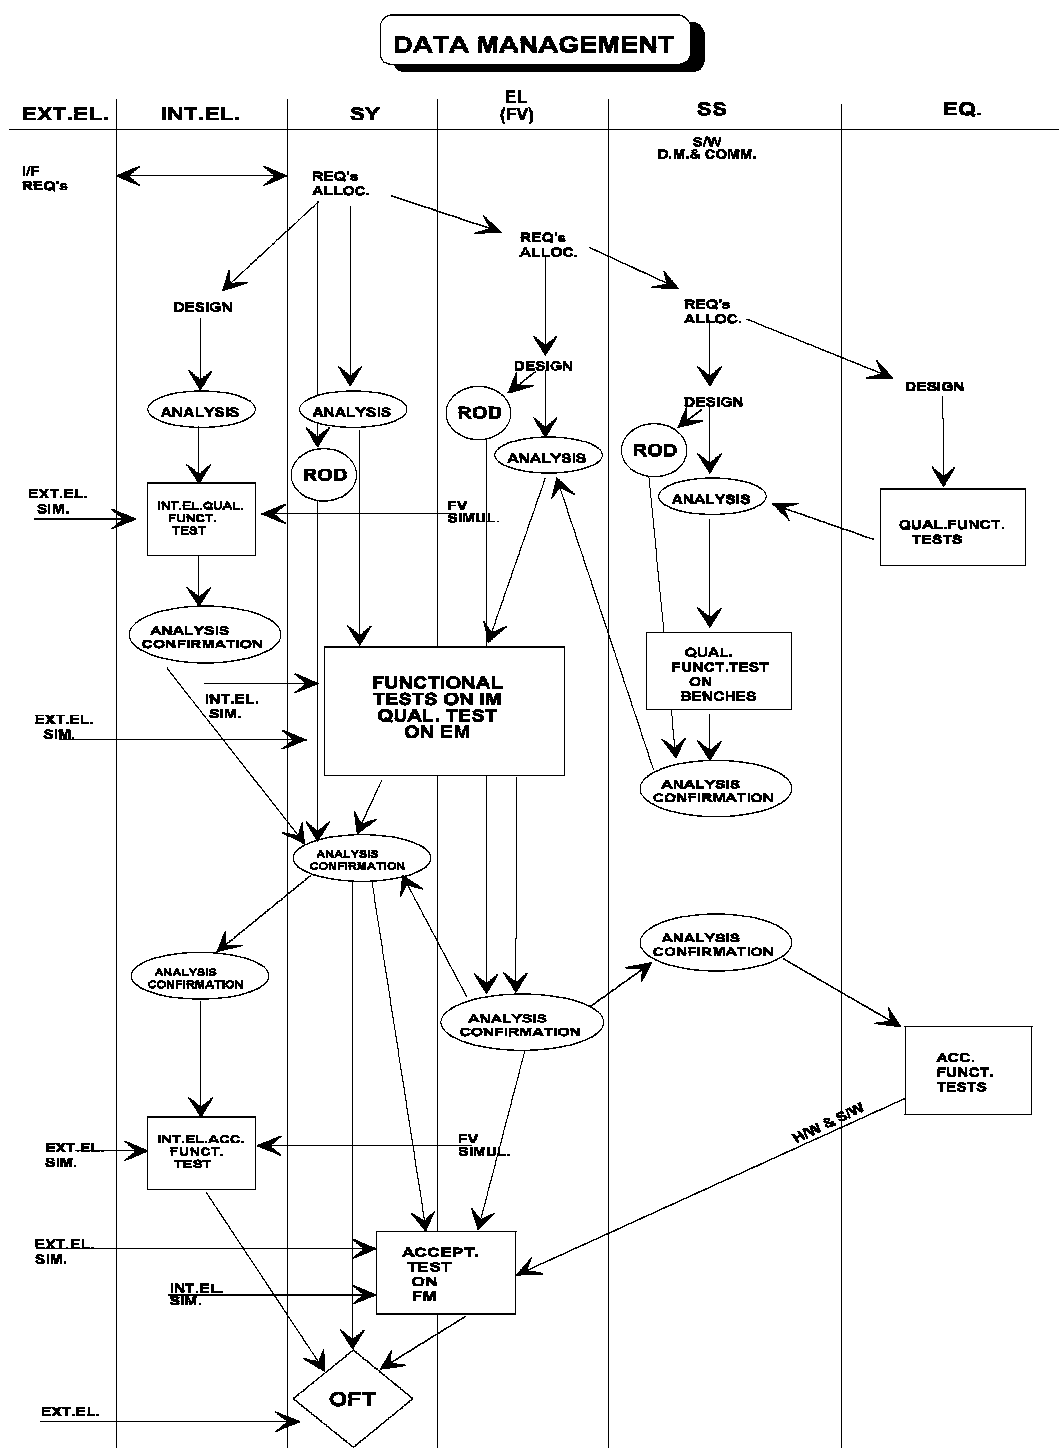 DATA MANAGEMENT
EXT.EL.
INT.EL.
SY
EL
(FV)
SS
EQ.
S/W
D.M.& COMM.
I/F
REQ's
REQ's
ALLOC.
REQ's
ALLOC.
REQ's
ALLOC.
DESIGN
DESIGN
DESIGN
DESIGN
ANALYSIS
ANALYSIS
ROD
ROD
ROD
ANALYSIS
ANALYSIS
EXT.EL.
SIM.
INT.EL.QUAL.
FUNCT.
TEST
FV
SIMUL.
QUAL.FUNCT.
TESTS
ANALYSIS
CONFIRMATION
QUAL.
FUNCT.TEST
ON
BENCHES
FUNCTIONAL
TESTS ON IM
QUAL. TEST
ON EM
INT.EL.
SIM.
EXT.EL.
SIM.
ANALYSIS
CONFIRMATION
ANALYSIS
CONFIRMATION
ANALYSIS
CONFIRMATION
ANALYSIS
CONFIRMATION
ANALYSIS
CONFIRMATION
ACC.
FUNCT.
TESTS
H/W & S/W
EXT.EL.
SIM.
INT.EL.ACC.
FUNCT.
TEST
FV
SIMUL.
EXT.EL.
SIM.
ACCEPT.
TEST
ON
FM
INT.EL.
SIM.
OFT
EXT.EL.